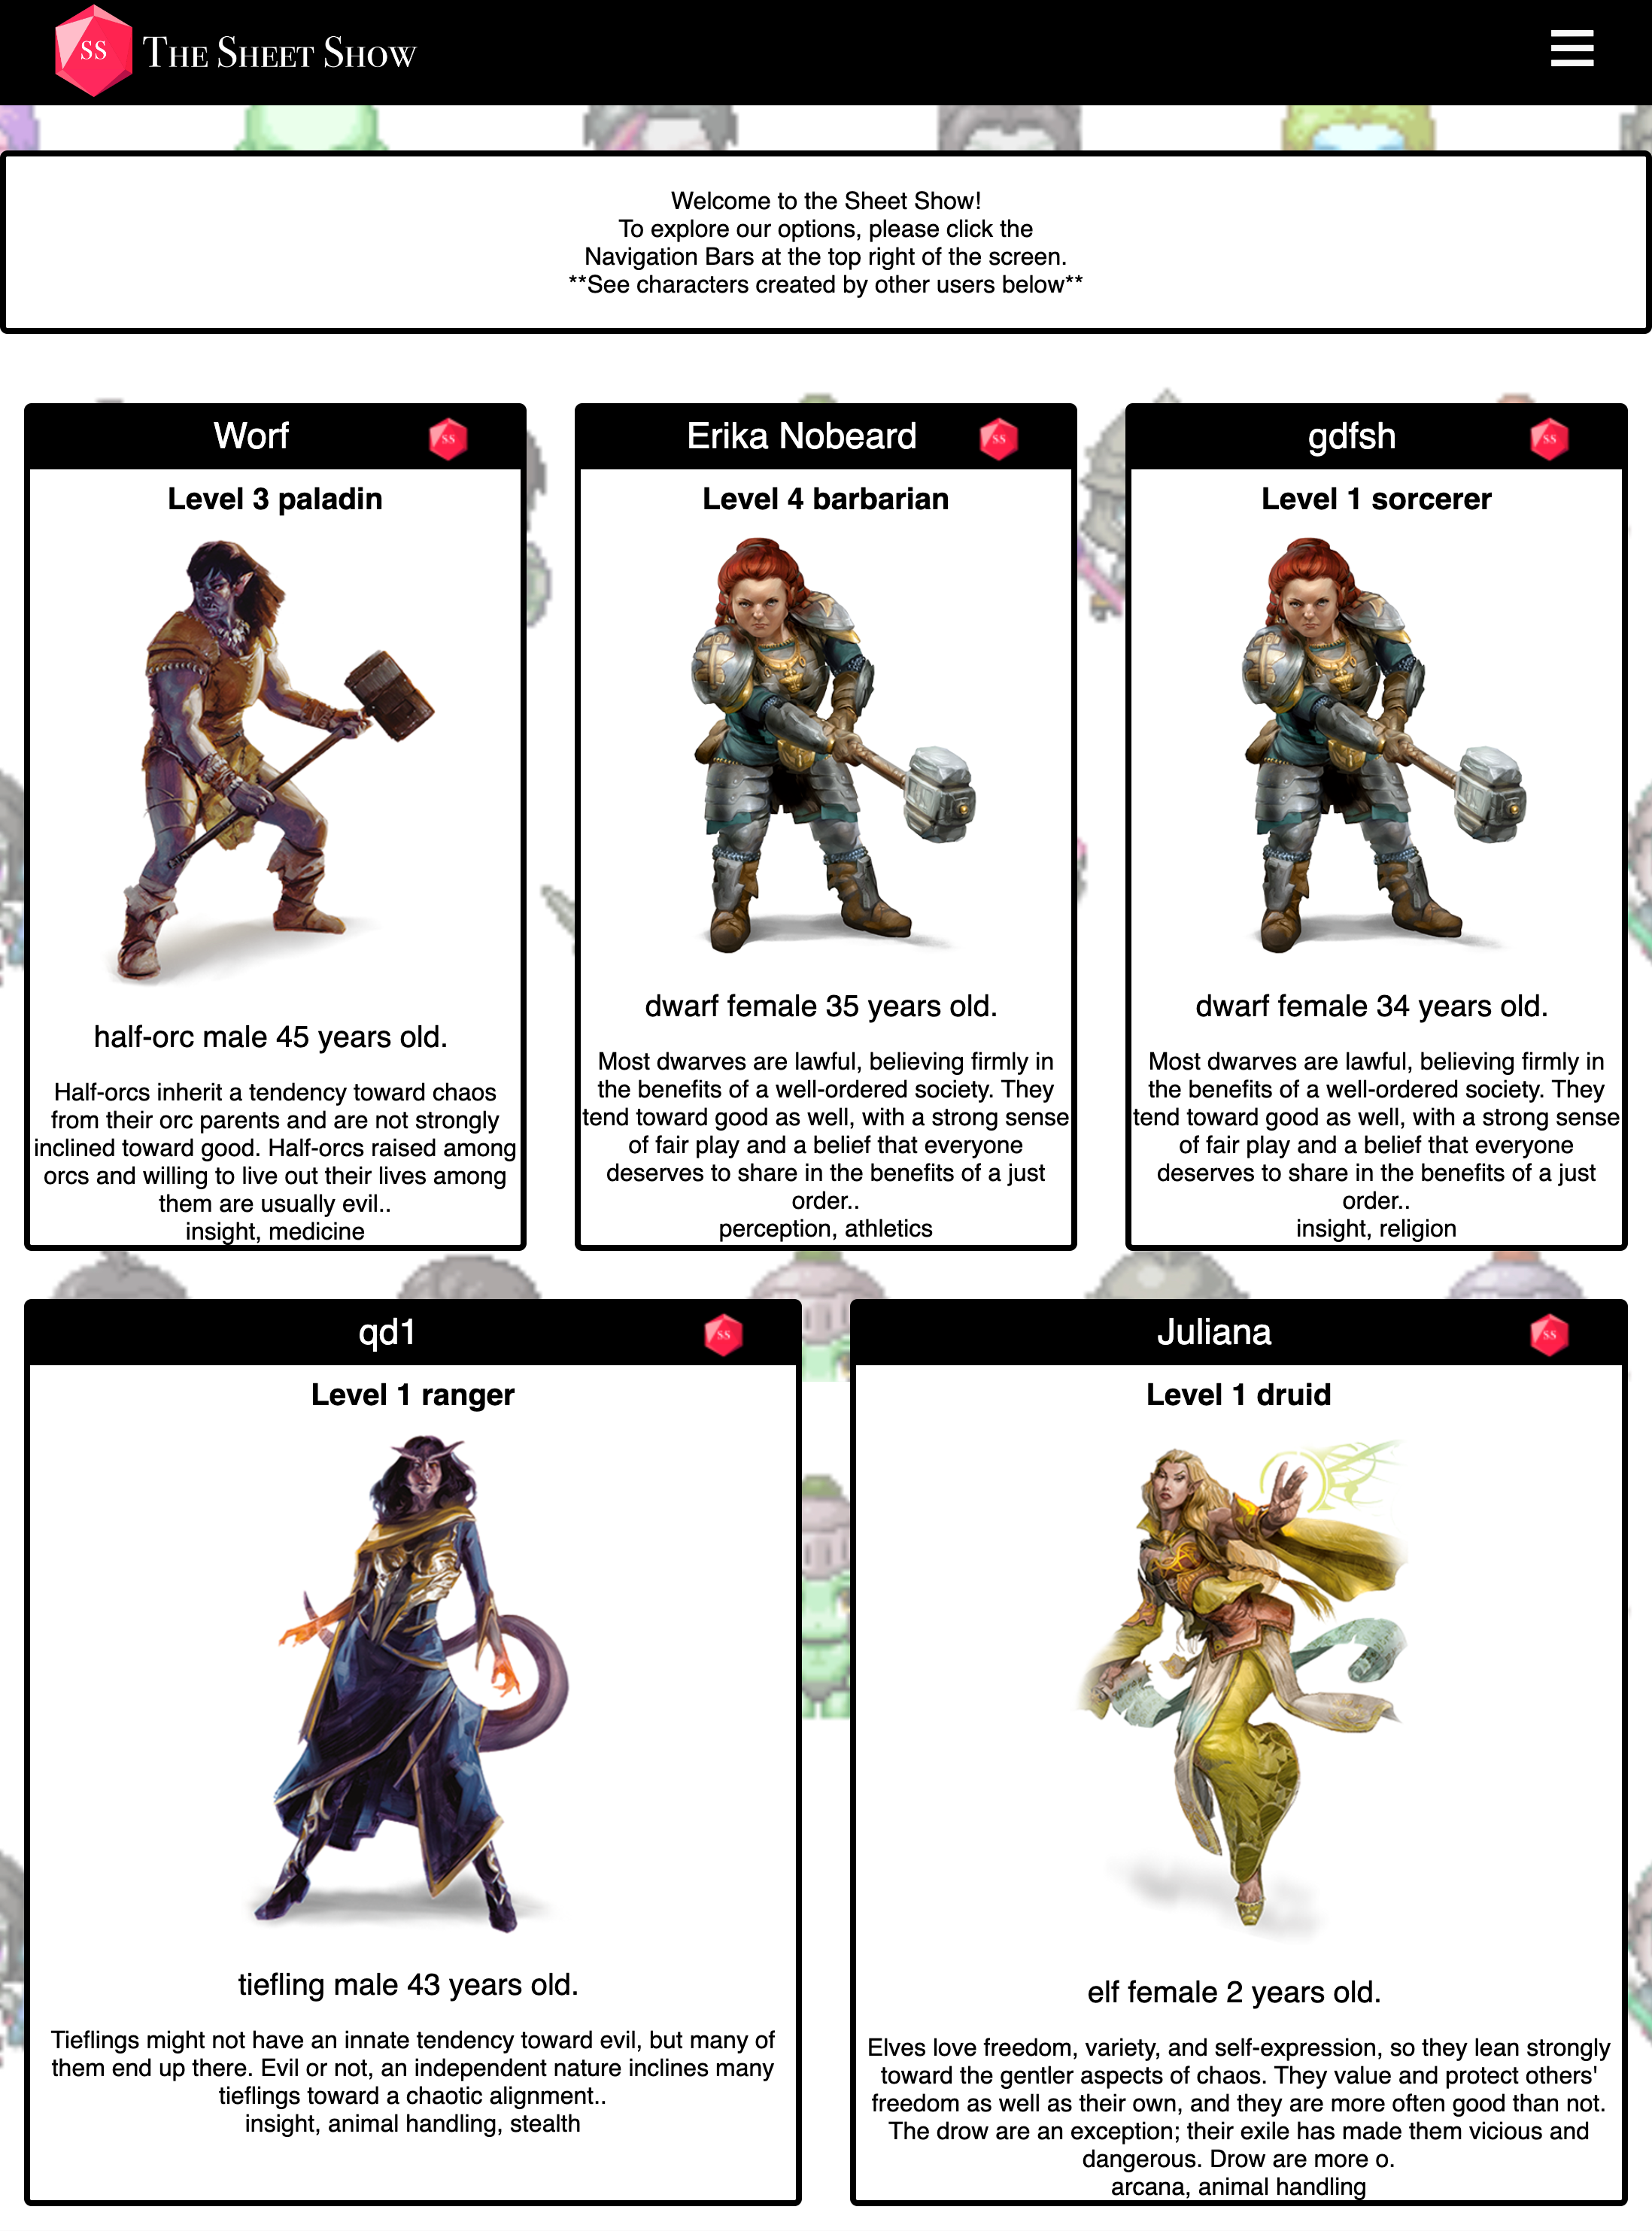 SS The Sheet Show
Welcome to the Sheet Show!
To explore our options, please click the
Navigation Bars at the top right of the screen.
**See characters created by other users below**
Worf SS
Level 3 paladin
half-orc male 45 years old.
Half-orcs inherit a tendency toward chaos
from their orc parents and are not strongly
inclined toward good. Half-orcs raised among
orcs and willing to live out their lives among
them are usually evil..
insight, medicine
Erika Nobeard SS
Level 4 barbarian
dwarf female 35 years old.
Most dwarves are lawful, believing firmly in
the benefits of a well-ordered society. They
tend toward good as well, with a strong sense
of fair play and a belief that everyone
deserves to share in the benefits of a just
order..
perception, athletics
gdfsh SS
Level 1 sorcerer
dwarf female 34 years old.
Most dwarves are lawful, believing firmly in
the benefits of a well-ordered society. They
tend toward good as well, with a strong sense
of fair play and a belief that everyone
deserves to share in the benefits of a just
order..
insight, religion
qd1 SS
Level 1 ranger
tiefling male 43 years old.
Tieflings might not have an innate tendency toward evil, but many of
them end up there. Evil or not, an independent nature inclines many
tieflings toward a chaotic alignment..
insight, animal handling, stealth
Juliana SS
Level 1 druid
elf female 2 years old.
Elves love freedom, variety, and self-expression, so they lean strongly
toward the gentler aspects of chaos. They value and protect others'
freedom as well as their own, and they are more often good than not.
The drow are an exception; their exile has made them vicious and
dangerous. Drow are more o.
arcana, animal handling